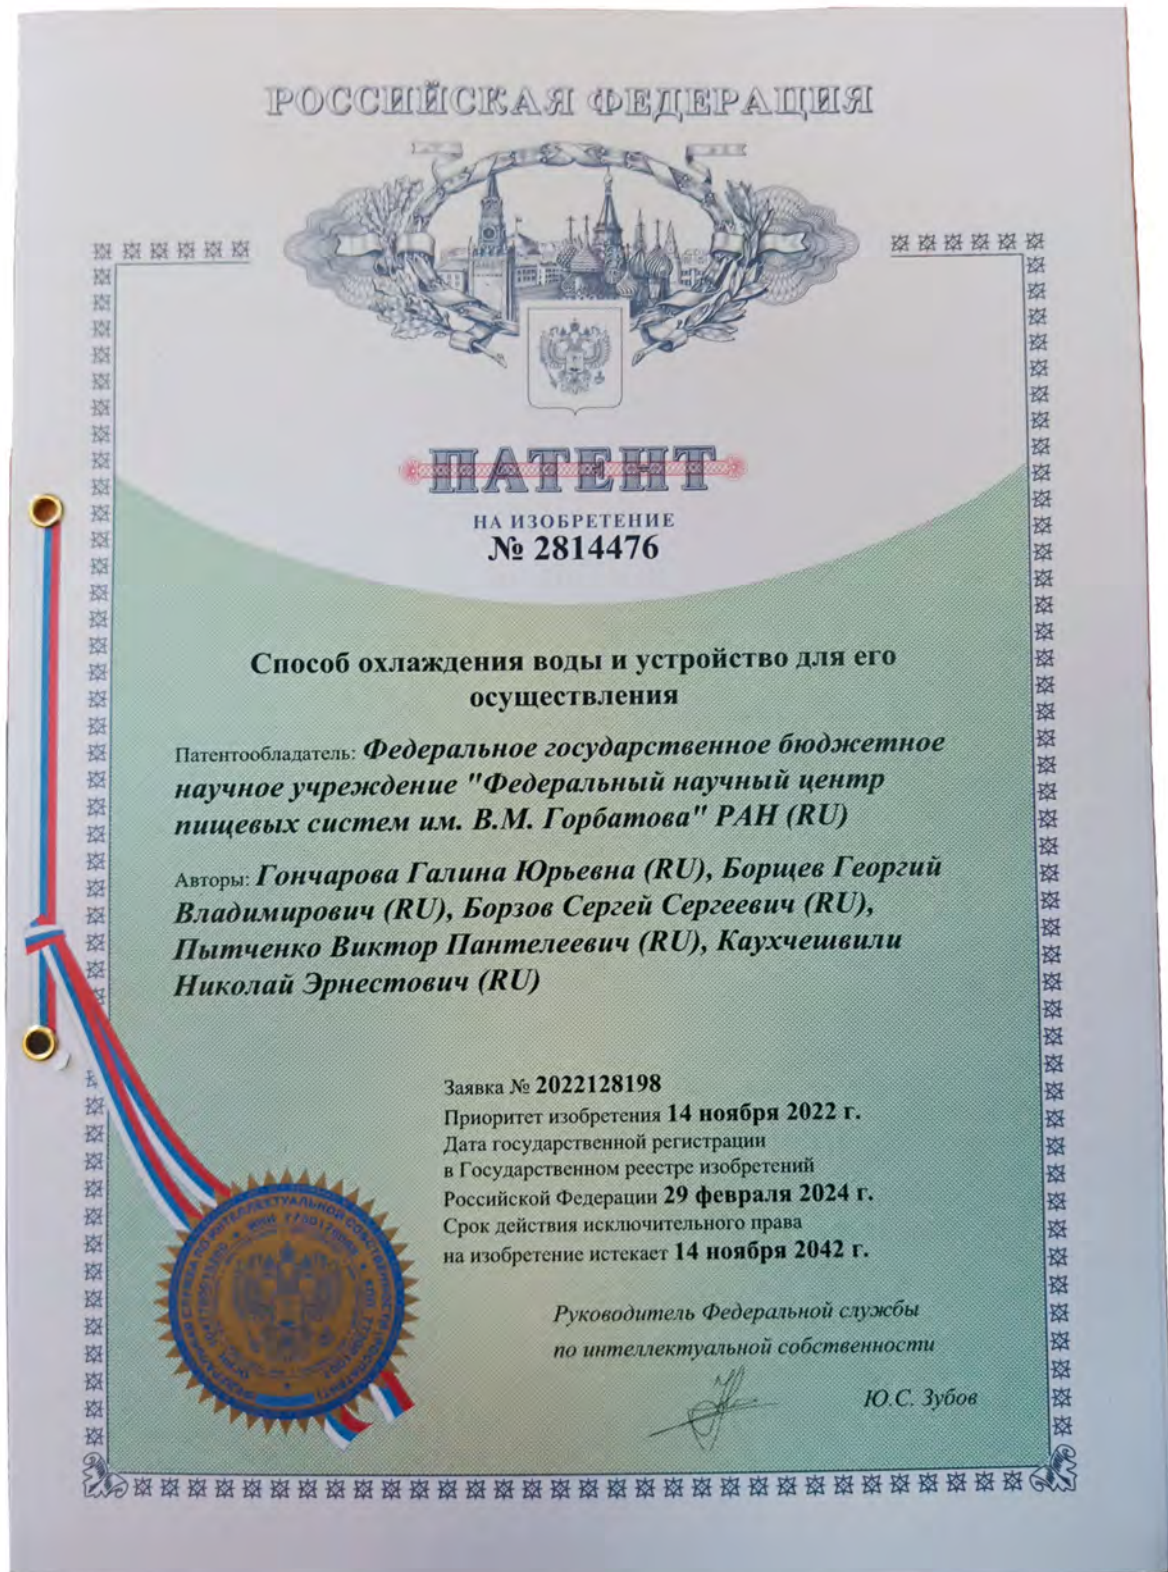 РОССИЙСКАЯ ФЕДЕРАЦИЯ
ПАТЕНТ
НА ИЗОБРЕТЕНИЕ
№ 2814476
Способ охлаждения воды и устройство для его
осуществления
Патентообладатель: Федеральное государственное бюджетное
научное учреждение "Федеральный научный центр
пищевых систем им. В.М. Горбатова" РАН (RU)
Авторы: Гончарова Галина Юрьевна (RU), Борщев Георгий
Владимирович (RU), Борзов Сергей Сергеевич (RU),
Пытченко Виктор Пантелеевич (RU), Каухчешвили
Николай Эрнестович (RU)
Заявка № 2022128198
Приоритет изобретения 14 ноября 2022 г.
Дата государственной регистрации
в Государственном реестре изобретений
Российской Федерации 29 февраля 2024 г.
Срок действия исключительного права
на изобретение истекает 14 ноября 2042 г.
Руководитель Федеральной службы
по интеллектуальной собственности
Ю.С. Зубов
СЛУЖБА ПО ИНТЕЛЛЕКТУАЛЬНОЙ СОБСТВЕННОСТИ